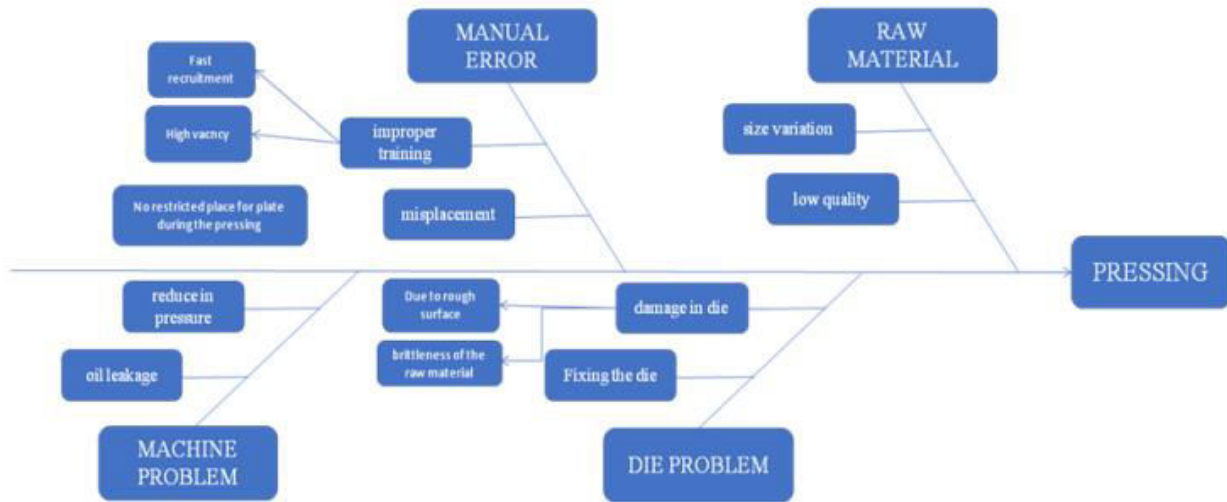 MANUAL
ERROR
RAW
MATERIAL
Fast
recruitment
High vacncy
improper
training
size variation
No restricted place for plate
during the pressing
misplacement
low quality
PRESSING
reduce in
pressure
Due to rough
surface
damage in die
oil leakage
brittleness of the
raw material
Fixing the die
MACHINE
PROBLEM
DIE PROBLEM